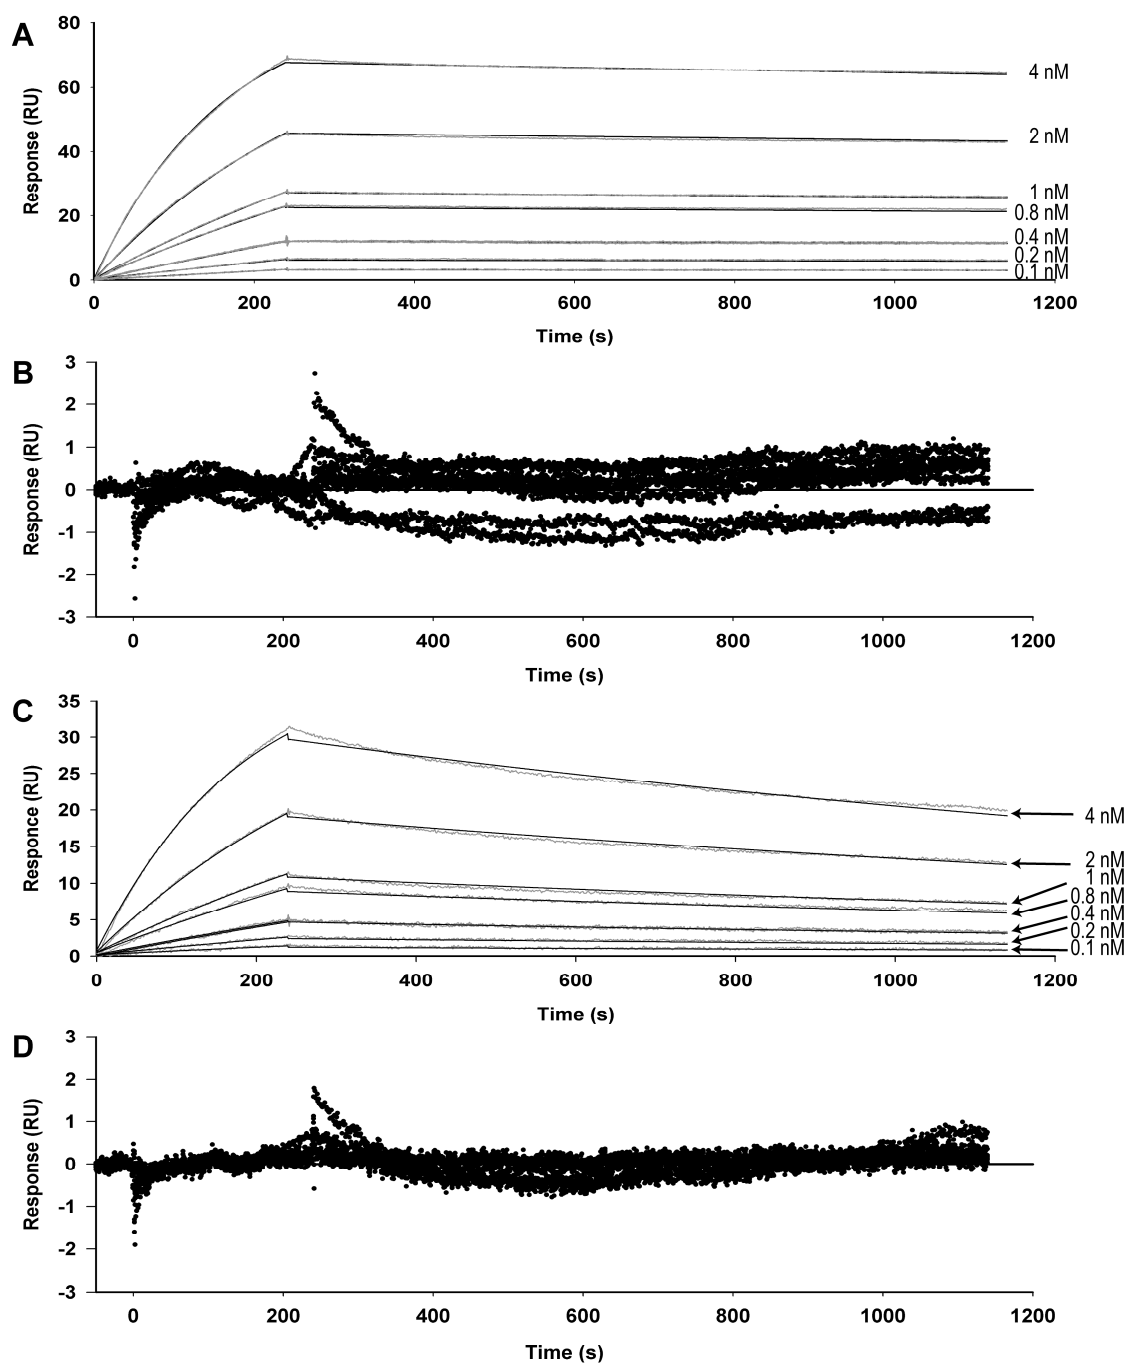 A
Response (RU)
80
60
40
20
0
4 nM
2 nM
1 nM
0.8 nM
0.4 nM
0.2 nM
0.1 nM
0 200 400 600 800 1000 1200
Time (s)
B
Response (RU)
3
2
1
0
-1
-2
-3
0 200 400 600 800 1000 1200
Time (s)
C
Responce (RU)
35
30
25
20
15
10
5
0
4 nM
2 nM
1 nM
0.8 nM
0.4 nM
0.2 nM
0.1 nM
0 200 400 600 800 1000 1200
Time (s)
D
Response (RU)
3
2
1
0
-1
-2
-3
0 200 400 600 800 1000 1200
Time (s)